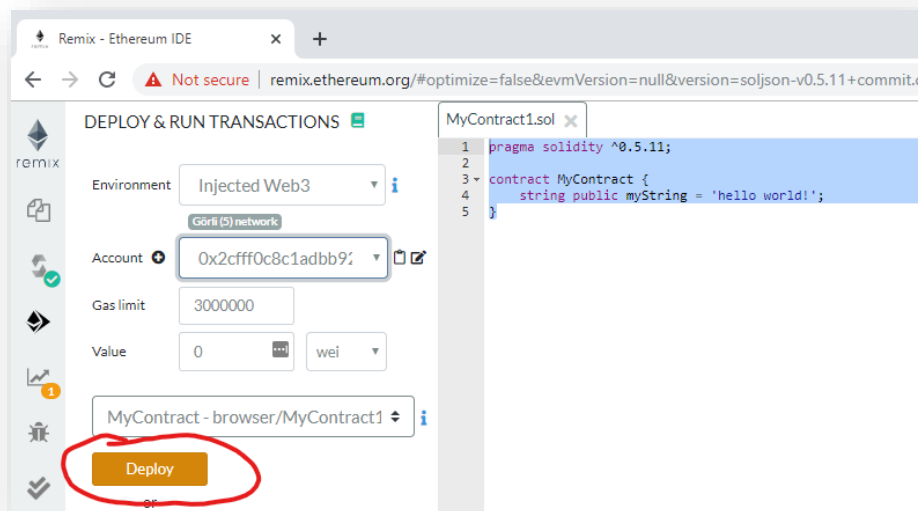 remix
Remix - Ethereum IDE
Not secure | remix.ethereum.org/#optimize=false&evmVersion=null&version=soljson-v0.5.11+commit.
remix
DEPLOY & RUN TRANSACTIONS
Environment Injected Web3
Görli (5) network
Account 0x2cfff0c8c1adbb92
Gas limit 3000000
Value 0 wei
1
MyContract - browser/MyContract1
Deploy
or
MyContract1.sol
1 pragma solidity ^0.5.11;
2
3 contract MyContract {
4 string public myString = 'hello world!';
5 }